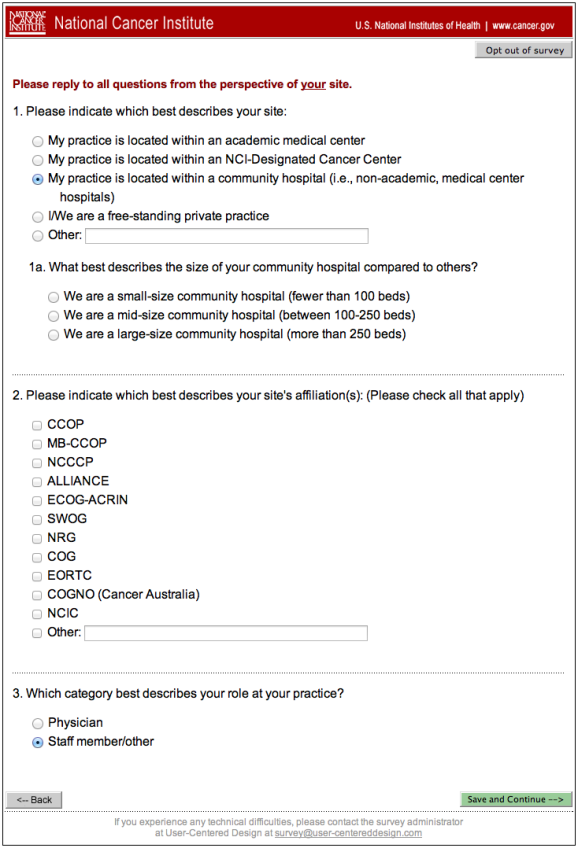 NATIONAL
CANCER
INSTITUTE
National Cancer Institute
U.S. National Institutes of Health | www.cancer.gov
Opt out of survey
Please reply to all questions from the perspective of your site.
1. Please indicate which best describes your site:
My practice is located within an academic medical center
My practice is located within an NCI-Designated Cancer Center
My practice is located within a community hospital (i.e., non-academic, medical center
hospitals)
I/We are a free-standing private practice
Other:
1a. What best describes the size of your community hospital compared to others?
We are a small-size community hospital (fewer than 100 beds)
We are a mid-size community hospital (between 100-250 beds)
We are a large-size community hospital (more than 250 beds)
2. Please indicate which best describes your site's affiliation(s): (Please check all that apply)
CCOP
MB-CCOP
NCCCP
ALLIANCE
ECOG-ACRIN
SWOG
NRG
COG
EORTC
COGNO (Cancer Australia)
NCIC
Other:
3. Which category best describes your role at your practice?
Physician
Staff member/other
<-- Back
Save and Continue -->
If you experience any technical difficulties, please contact the survey administrator
at User-Centered Design at survey@user-centereddesign.com